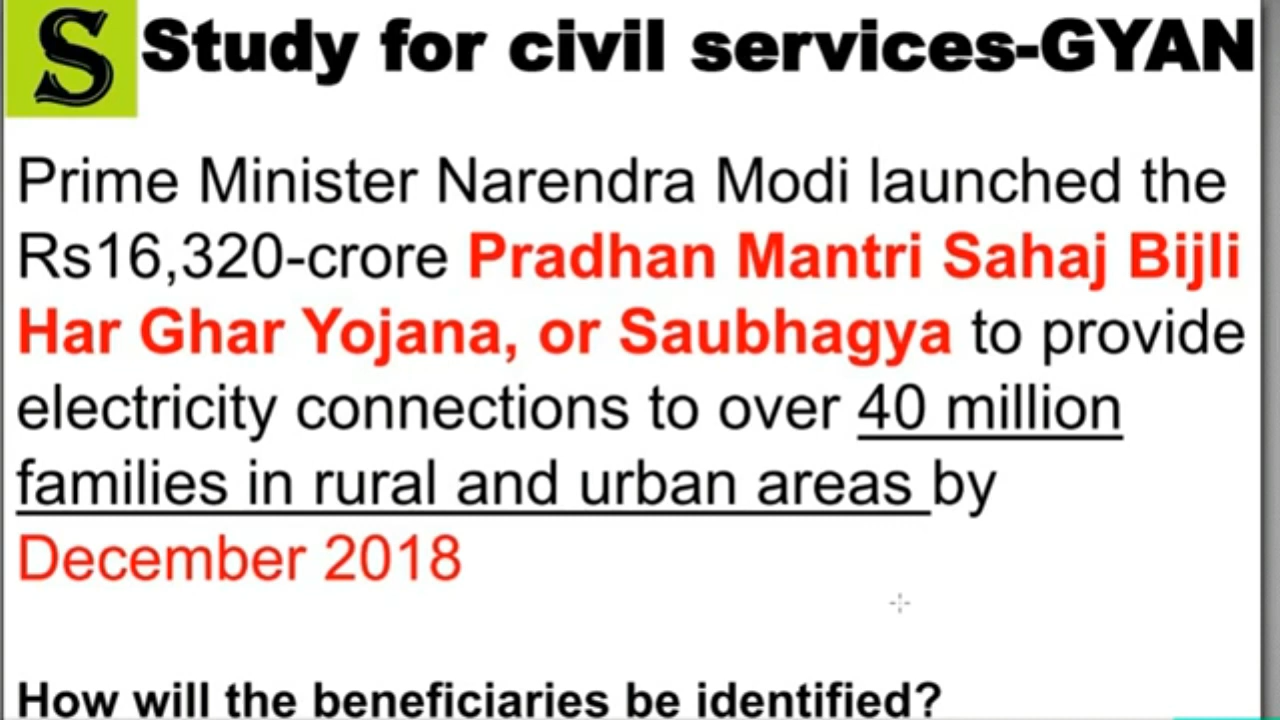 S Study for civil services-GYAN
Prime Minister Narendra Modi launched the
Rs16,320-crore Pradhan Mantri Sahaj Bijli
Har Ghar Yojana, or Saubhagya to provide
electricity connections to over 40 million
families in rural and urban areas by
December 2018
How will the beneficiaries be identified?